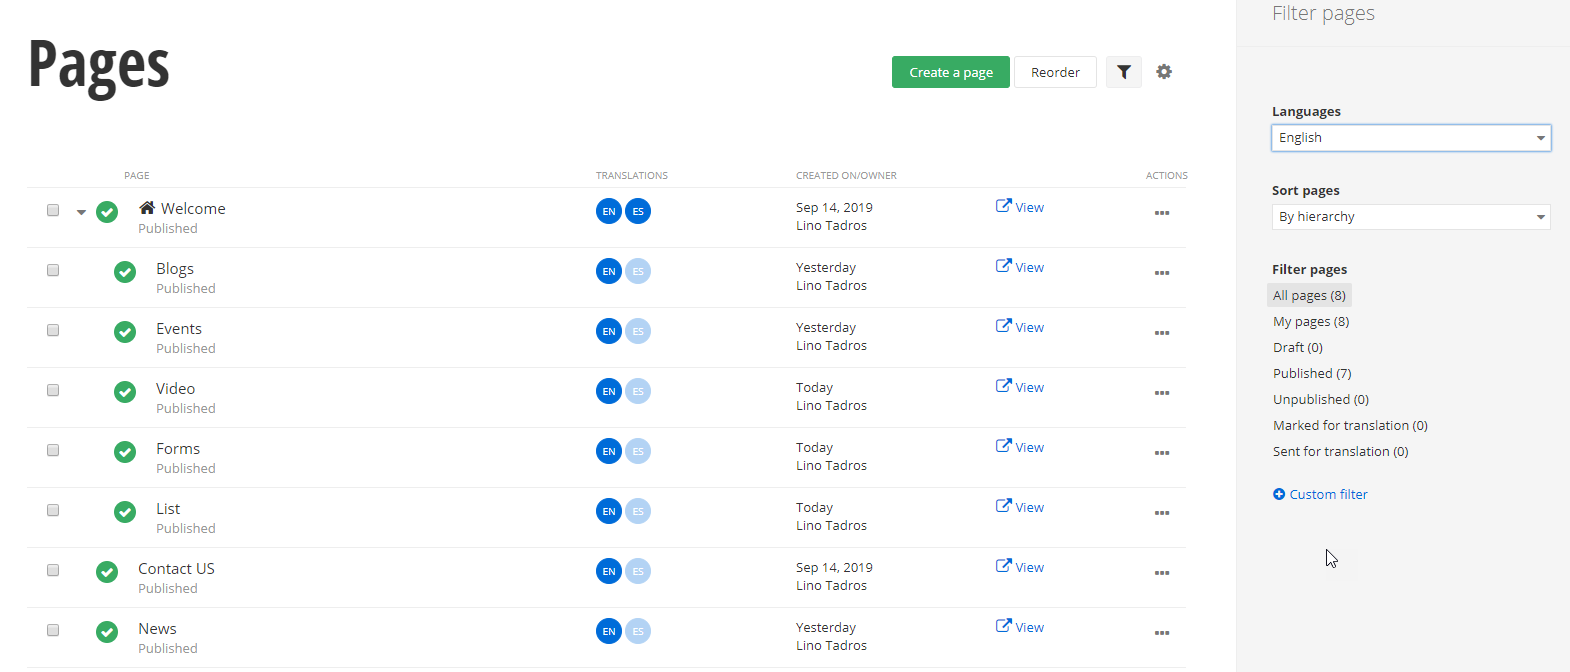 Pages
Create a page
Reorder
PAGE TRANSLATIONS CREATED ON/OWNER ACTIONS
Welcome EN ES Sep 14, 2019 View
Published Lino Tadros
Blogs EN ES Yesterday View
Published Lino Tadros
Events EN ES Yesterday View
Published Lino Tadros
Video EN ES Today View
Published Lino Tadros
Forms EN ES Today View
Published Lino Tadros
List EN ES Today View
Published Lino Tadros
Contact US EN ES Sep 14, 2019 View
Published Lino Tadros
News EN ES Yesterday View
Published Lino Tadros
Filter pages
Languages
English
Sort pages
By hierarchy
Filter pages
All pages (8)
My pages (8)
Draft (0)
Published (7)
Unpublished (0)
Marked for translation (0)
Sent for translation (0)
Custom filter